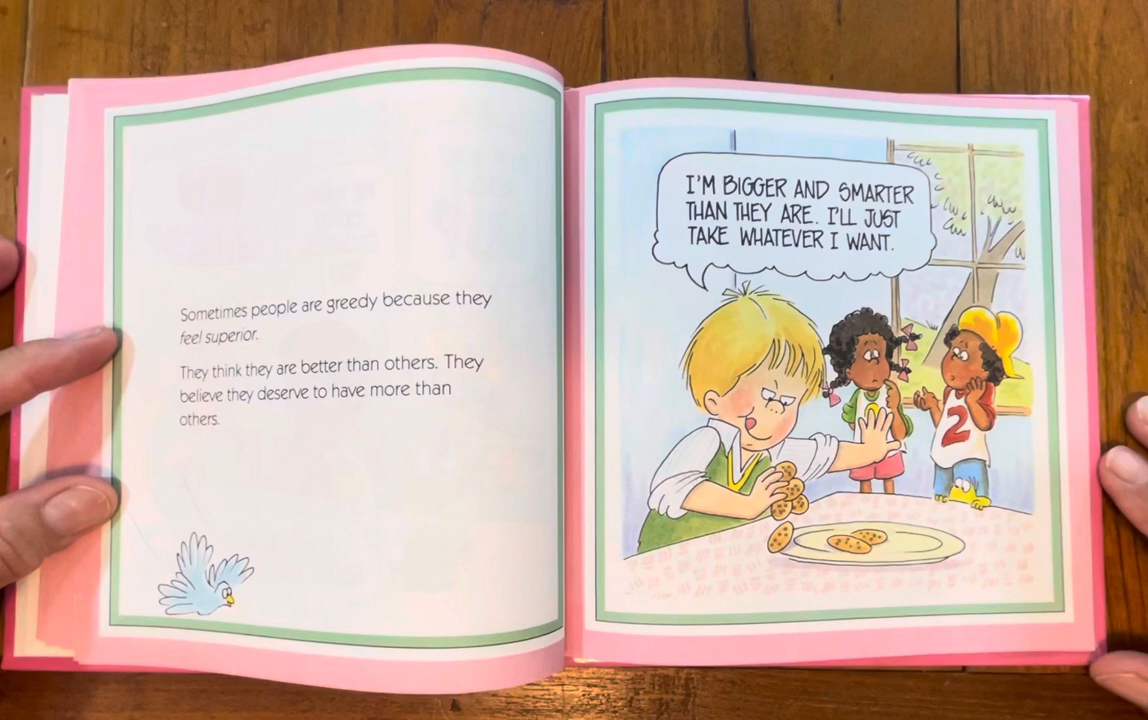 Sometimes people are greedy because they
feel superior.
They think they are better than others. They
believe they deserve to have more than
others.
I'M BIGGER AND SMARTER
THAN THEY ARE. I'LL JUST
TAKE WHATEVER I WANT.
2